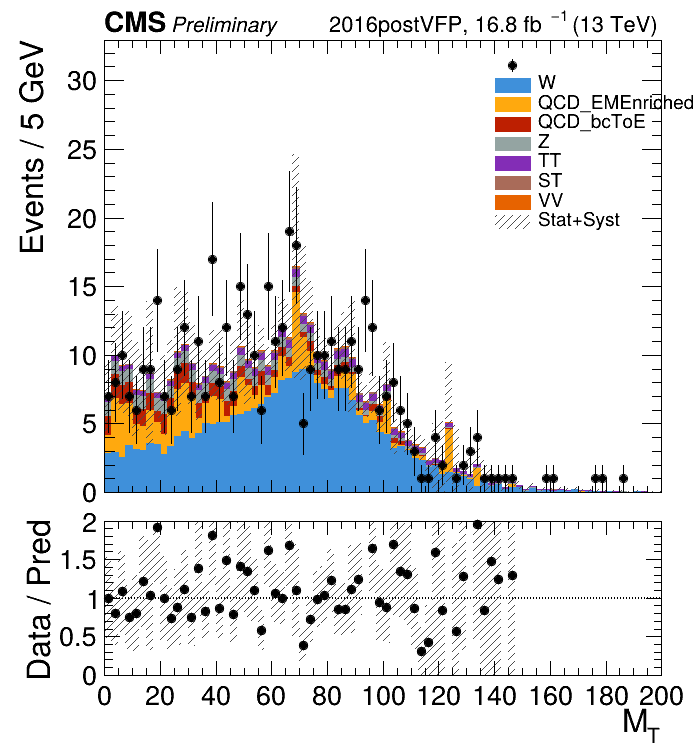 CMS Preliminary 2016postVFP, 16.8 fb⁻¹ (13 TeV)
Events / 5 GeV
30
25
20
15
10
5
0
W
QCD_EMEnriched
QCD_bcToE
Z
TT
ST
VV
Stat+Syst
Data / Pred
2
1.5
1
0.5
0
0 20 40 60 80 100 120 140 160 180 200
M_T